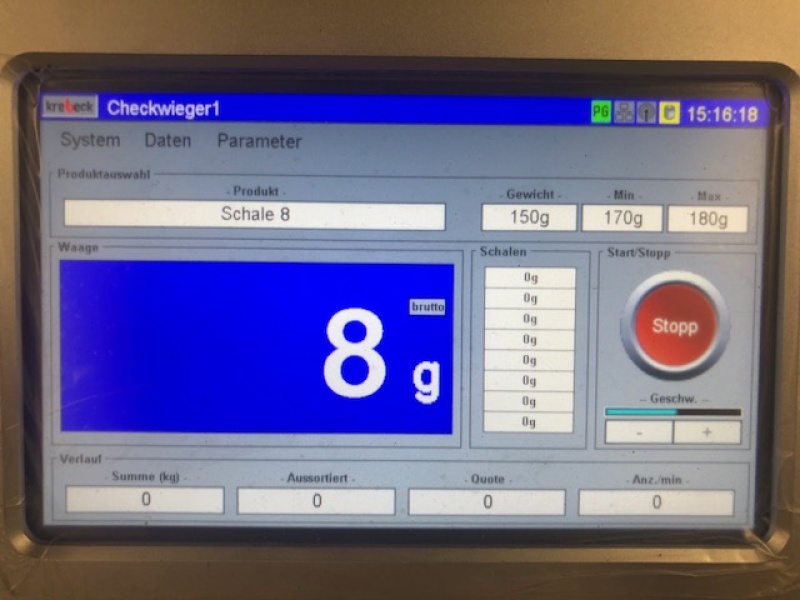 krebeck Checkwieger1 PG 15:16:18
System Daten Parameter
Produktauswahl
- Produkt - - Gewicht - - Min - - Max -
Schale 8 150g 170g 180g
Waage Schalen Start/Stopp
brutto
8 g
0g
0g
0g
0g
0g
0g
0g
0g
Stopp
-- Geschw. --
- +
Verlauf
- Summe (kg) - - Aussortiert - - Quote - - Anz./min -
0 0 0 0